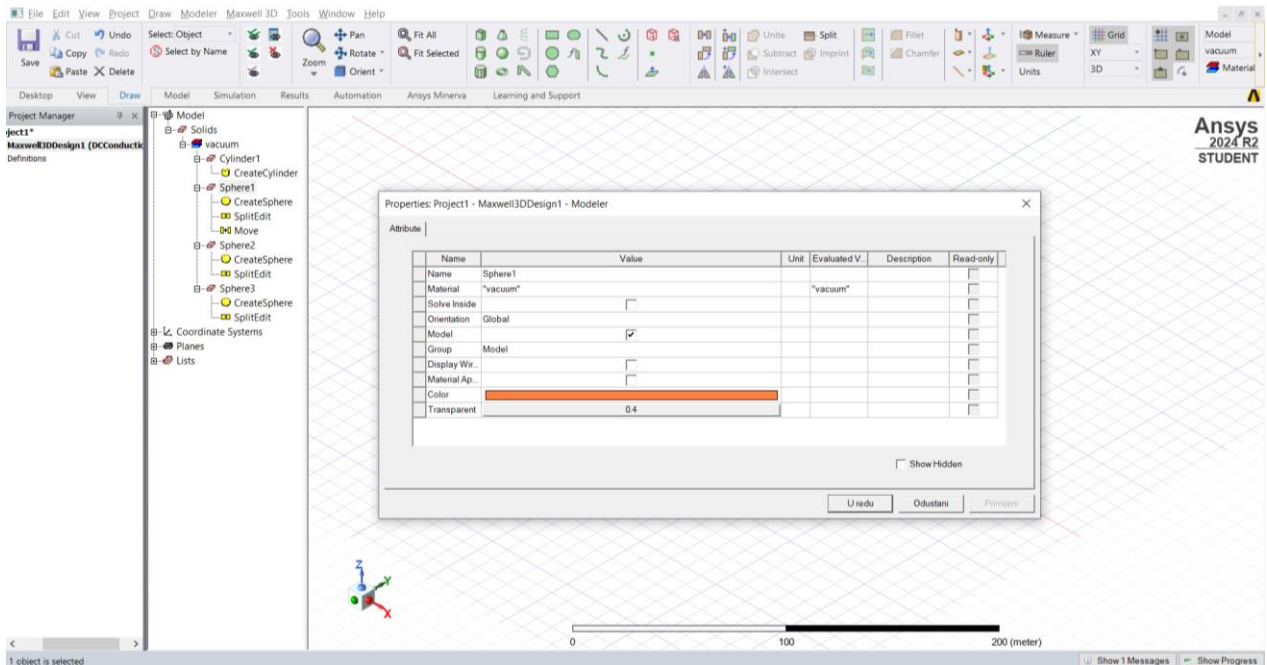 File Edit View Project Draw Modeler Maxwell 3D Tools Window Help
Save
Cut
Copy
Paste
Undo
Redo
Delete
Select: Object
Select by Name
Zoom
Pan
Rotate
Orient
Fit All
Fit Selected
Unite
Subtract
Intersect
Split
Imprint
Fillet
Chamfer
Measure
Ruler
Units
Grid
XY
3D
Model
vacuum
Material
Desktop View Draw Model Simulation Results Automation Ansys Minerva Learning and Support
Project Manager
ject1*
Maxwell3DDesign1 (DCConductic
Definitions
Model
Solids
vacuum
Cylinder1
CreateCylinder
Sphere1
CreateSphere
SplitEdit
Move
Sphere2
CreateSphere
SplitEdit
Sphere3
CreateSphere
SplitEdit
Coordinate Systems
Planes
Lists
Ansys
2024 R2
STUDENT
Properties: Project1 - Maxwell3DDesign1 - Modeler
Attribute
Name Value Unit Evaluated V... Description Read-only
Name Sphere1
Material "vacuum" "vacuum"
Solve Inside
Orientation Global
Model
Group Model
Display Wir...
Material Ap...
Color
Transparent 0.4
Show Hidden
U redu Odustani Primijeni
Z
Y
X
0 100 200 (meter)
1 object is selected
Show 1 Messages Show Progress